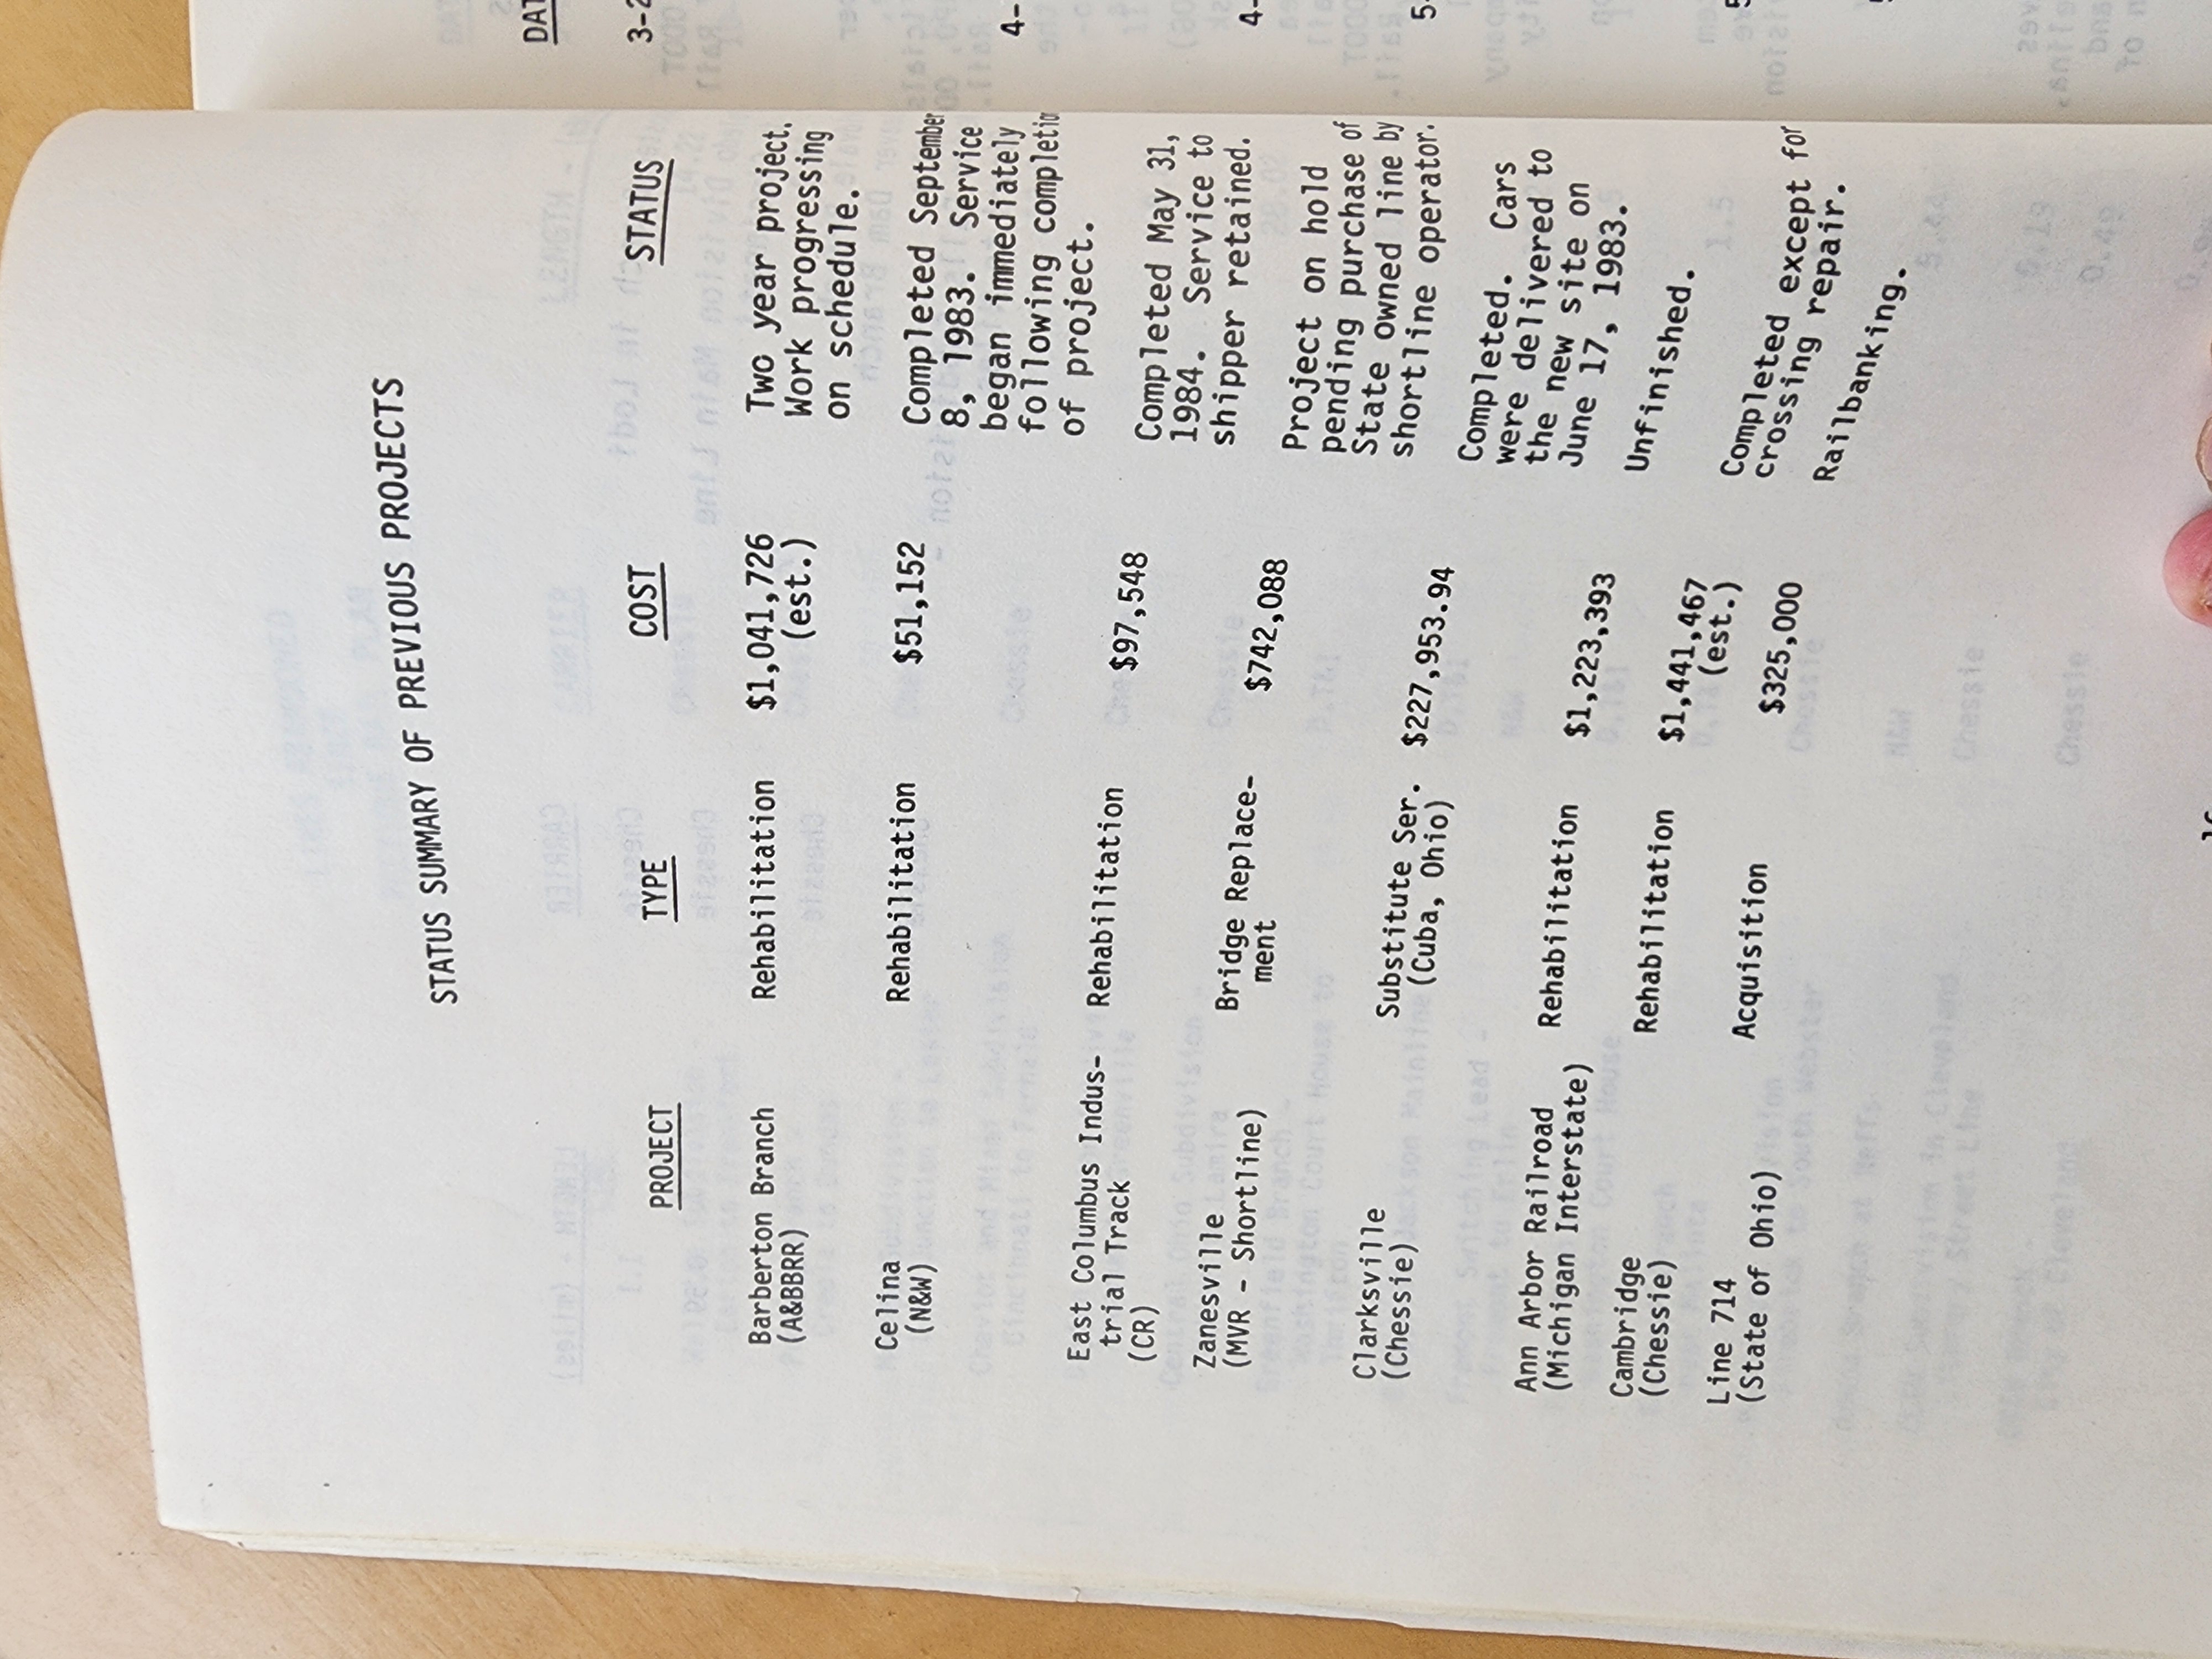 STATUS SUMMARY OF PREVIOUS PROJECTS
PROJECT TYPE COST STATUS
Barberton Branch Rehabilitation $1,041,726 Two year project.
(A&BBRR) (est.) Work progressing
on schedule.
Celina Rehabilitation $51,152 Completed September
(N&W) 8, 1983. Service
began immediately
following completion
of project.
East Columbus Indus- Rehabilitation $97,548 Completed May 31,
trial Track 1984. Service to
(CR) shipper retained.
Zanesville Bridge Replace- $742,088 Project on hold
(MVR - Shortline) ment pending purchase of
State owned line by
shortline operator.
Clarksville Substitute Ser. $227,953.94 Completed. Cars
(Chessie) (Cuba, Ohio) were delivered to
the new site on
June 17, 1983.
Ann Arbor Railroad Rehabilitation $1,223,393 Unfinished.
(Michigan Interstate)
Cambridge Rehabilitation $1,441,467 Completed except for
(Chessie) (est.) crossing repair.
Line 714 Acquisition $325,000 Railbanking.
(State of Ohio)
DAT
3-2
4-
4-
5-